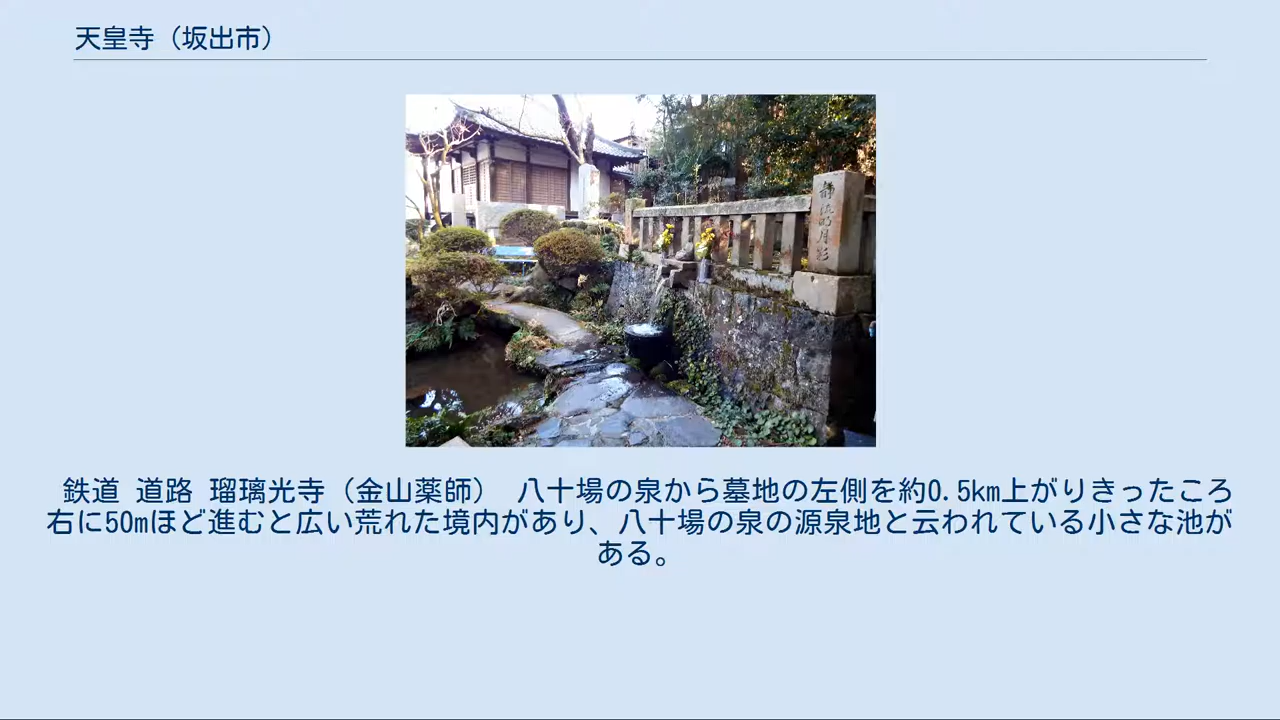 天皇寺（坂出市）
鉄道 道路 瑠璃光寺（金山薬師） 八十場の泉から墓地の左側を約0.5km上がりきったころ
右に50mほど進むと広い荒れた境内があり、八十場の泉の源泉地と云われている小さな池が
ある。